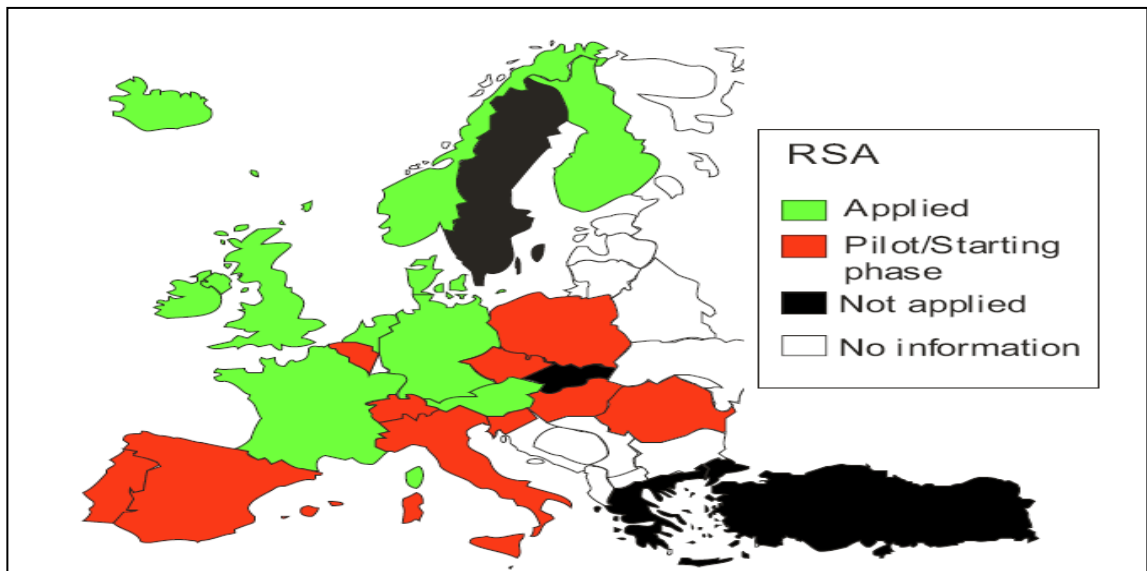 RSA
Applied
Pilot/Starting
phase
Not applied
No information